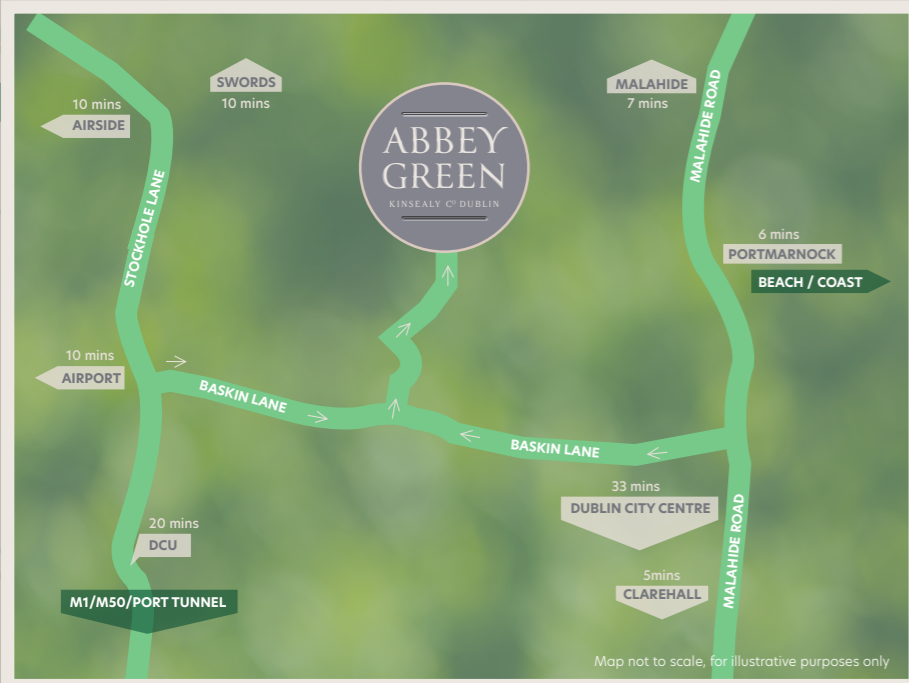 SWORDS
10 mins
10 mins
AIRSIDE
STOCKHOLE LANE
ABBEY
GREEN
KINSEALY Cº DUBLIN
MALAHIDE
7 mins
MALAHIDE ROAD
6 mins
PORTMARNOCK
BEACH / COAST
10 mins
AIRPORT
BASKIN LANE
BASKIN LANE
33 mins
DUBLIN CITY CENTRE
MALAHIDE ROAD
20 mins
DCU
5mins
CLAREHALL
M1/M50/PORT TUNNEL
Map not to scale, for illustrative purposes only